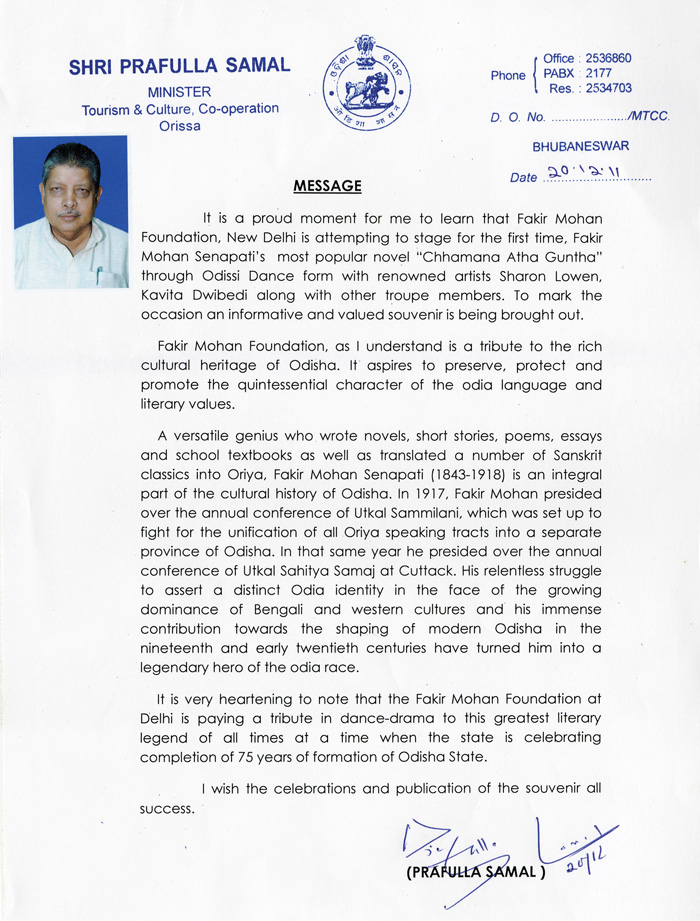 SHRI PRAFULLA SAMAL
MINISTER
Tourism & Culture, Co-operation
Orissa
Phone
Office : 2536860
PABX : 2177
Res. : 2534703
D. O. No. ....................../MTCC.
BHUBANESWAR
Date 20.12.11
MESSAGE
It is a proud moment for me to learn that Fakir Mohan
Foundation, New Delhi is attempting to stage for the first time, Fakir
Mohan Senapati's most popular novel “Chhamana Atha Guntha”
through Odissi Dance form with renowned artists Sharon Lowen,
Kavita Dwibedi along with other troupe members. To mark the
occasion an informative and valued souvenir is being brought out.
Fakir Mohan Foundation, as I understand is a tribute to the rich
cultural heritage of Odisha. It aspires to preserve, protect and
promote the quintessential character of the odia language and
literary values.
A versatile genius who wrote novels, short stories, poems, essays
and school textbooks as well as translated a number of Sanskrit
classics into Oriya, Fakir Mohan Senapati (1843-1918) is an integral
part of the cultural history of Odisha. In 1917, Fakir Mohan presided
over the annual conference of Utkal Sammilani, which was set up to
fight for the unification of all Oriya speaking tracts into a separate
province of Odisha. In that same year he presided over the annual
conference of Utkal Sahitya Samaj at Cuttack. His relentless struggle
to assert a distinct Odia identity in the face of the growing
dominance of Bengali and western cultures and his immense
contribution towards the shaping of modern Odisha in the
nineteenth and early twentieth centuries have turned him into a
legendary hero of the odia race.
It is very heartening to note that the Fakir Mohan Foundation at
Delhi is paying a tribute in dance-drama to this greatest literary
legend of all times at a time when the state is celebrating
completion of 75 years of formation of Odisha State.
I wish the celebrations and publication of the souvenir all
success.
20/12
(PRAFULLA SAMAL )